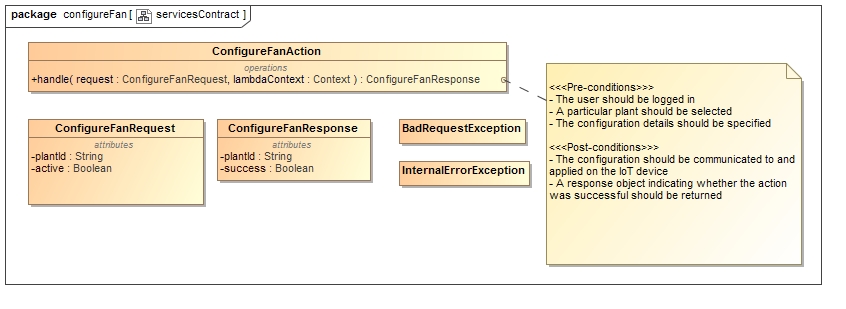 package configureFan [ servicesContract ]
ConfigureFanAction
operations
+handle( request : ConfigureFanRequest, lambdaContext : Context ) : ConfigureFanResponse
<<<Pre-conditions>>>
- The user should be logged in
- A particular plant should be selected
- The configuration details should be specified
<<<Post-conditions>>>
- The configuration should be communicated to and
applied on the IoT device
- A response object indicating whether the action
was successful should be returned
ConfigureFanRequest
attributes
-plantId : String
-active : Boolean
ConfigureFanResponse
attributes
-plantId : String
-success : Boolean
BadRequestException
InternalErrorException